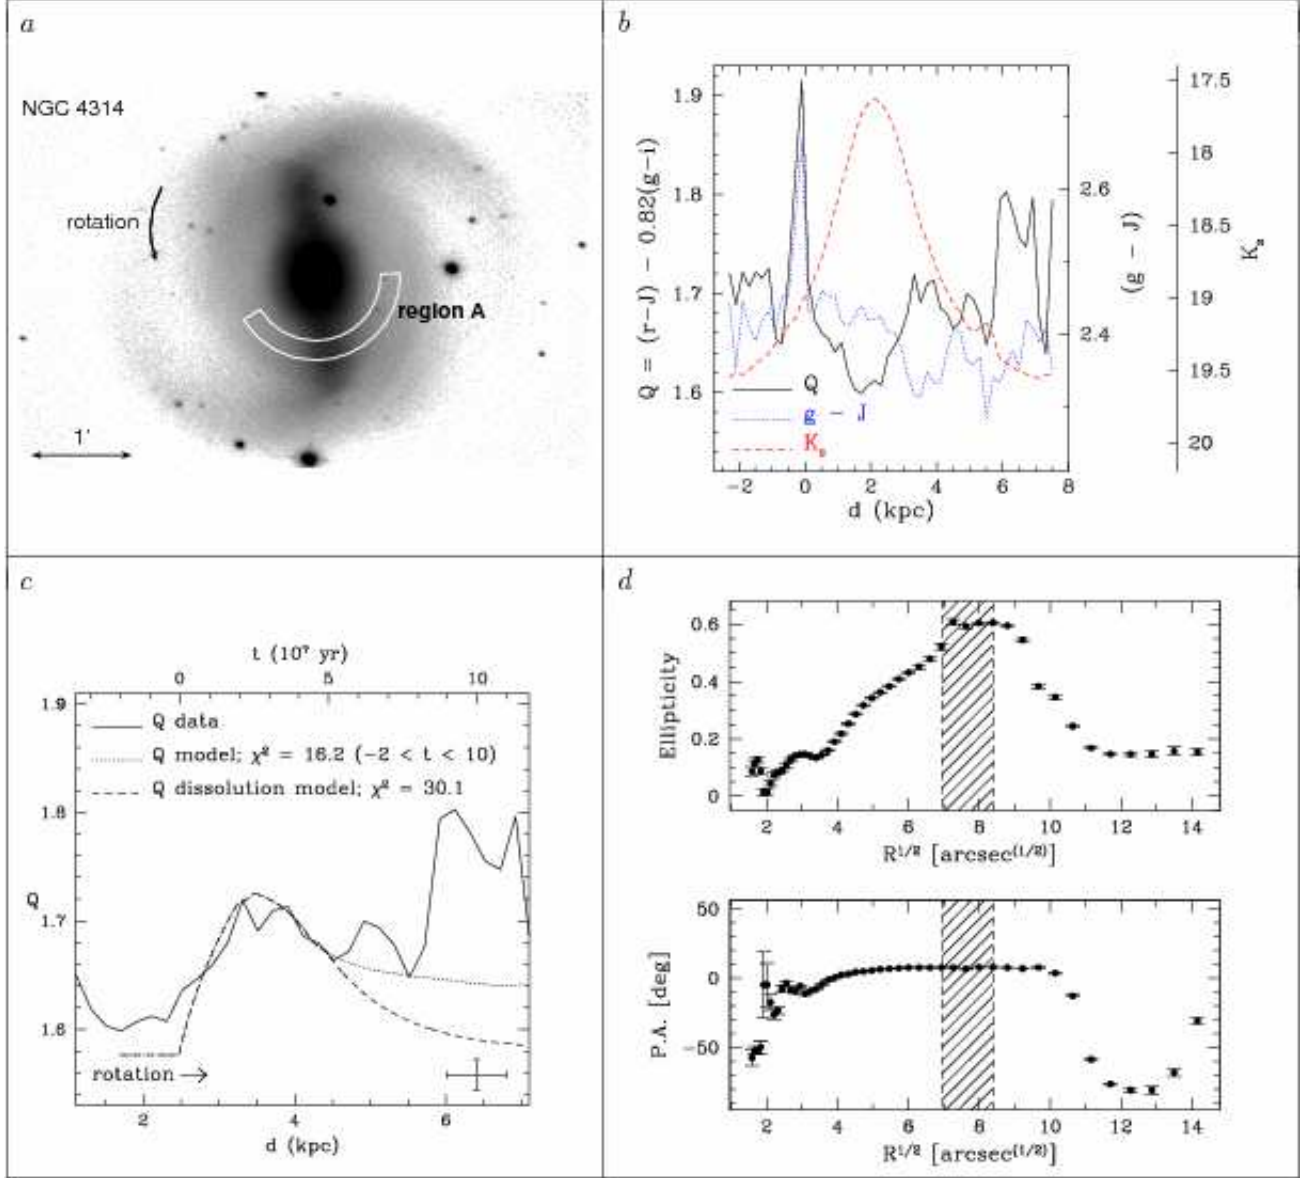 a
NGC 4314
rotation
region A
1'
b
1.9
1.8
1.7
1.6
Q = (r-J) - 0.82(g-i)
2.6
2.4
(g - J)
17.5
18
18.5
19
19.5
20
Kₛ
Q
g - J
Kₛ
-2 0 2 4 6 8
d (kpc)
c
t (10⁷ yr)
0 5 10
1.9
1.8
1.7
1.6
Q
Q data
Q model; χ² = 16.2 (-2 < t < 10)
Q dissolution model; χ² = 30.1
rotation →
2 4 6
d (kpc)
d
0.6
0.4
0.2
0
Ellipticity
2 4 6 8 10 12 14
R^1/2 [arcsec^(1/2)]
50
0
-50
P.A. [deg]
2 4 6 8 10 12 14
R^1/2 [arcsec^(1/2)]